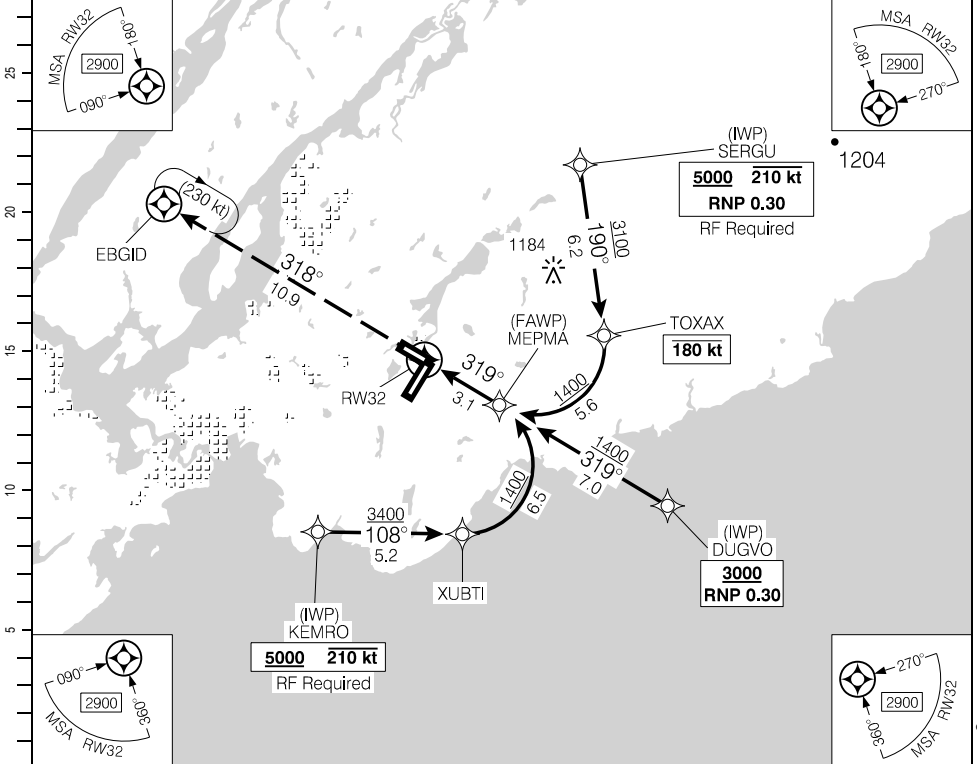 MSA RW32
180°
2900
090°
MSA RW32
180°
2900
270°
25
20
15
10
5
(IWP)
SERGU
5000 210 kt
RNP 0.30
RF Required
1204
(230 kt)
EBGID
318°
10.9
1184
3100
190°
6.2
(FAWP)
MEPMA
TOXAX
180 kt
RW32
319°
3.1
1400
5.6
1400
319°
7.0
1400
6.5
3400
108°
5.2
XUBTI
(IWP)
DUGVO
3000
RNP 0.30
(IWP)
KEMRO
5000 210 kt
RF Required
090°
2900
360°
MSA RW32
270°
2900
360°
MSA RW32